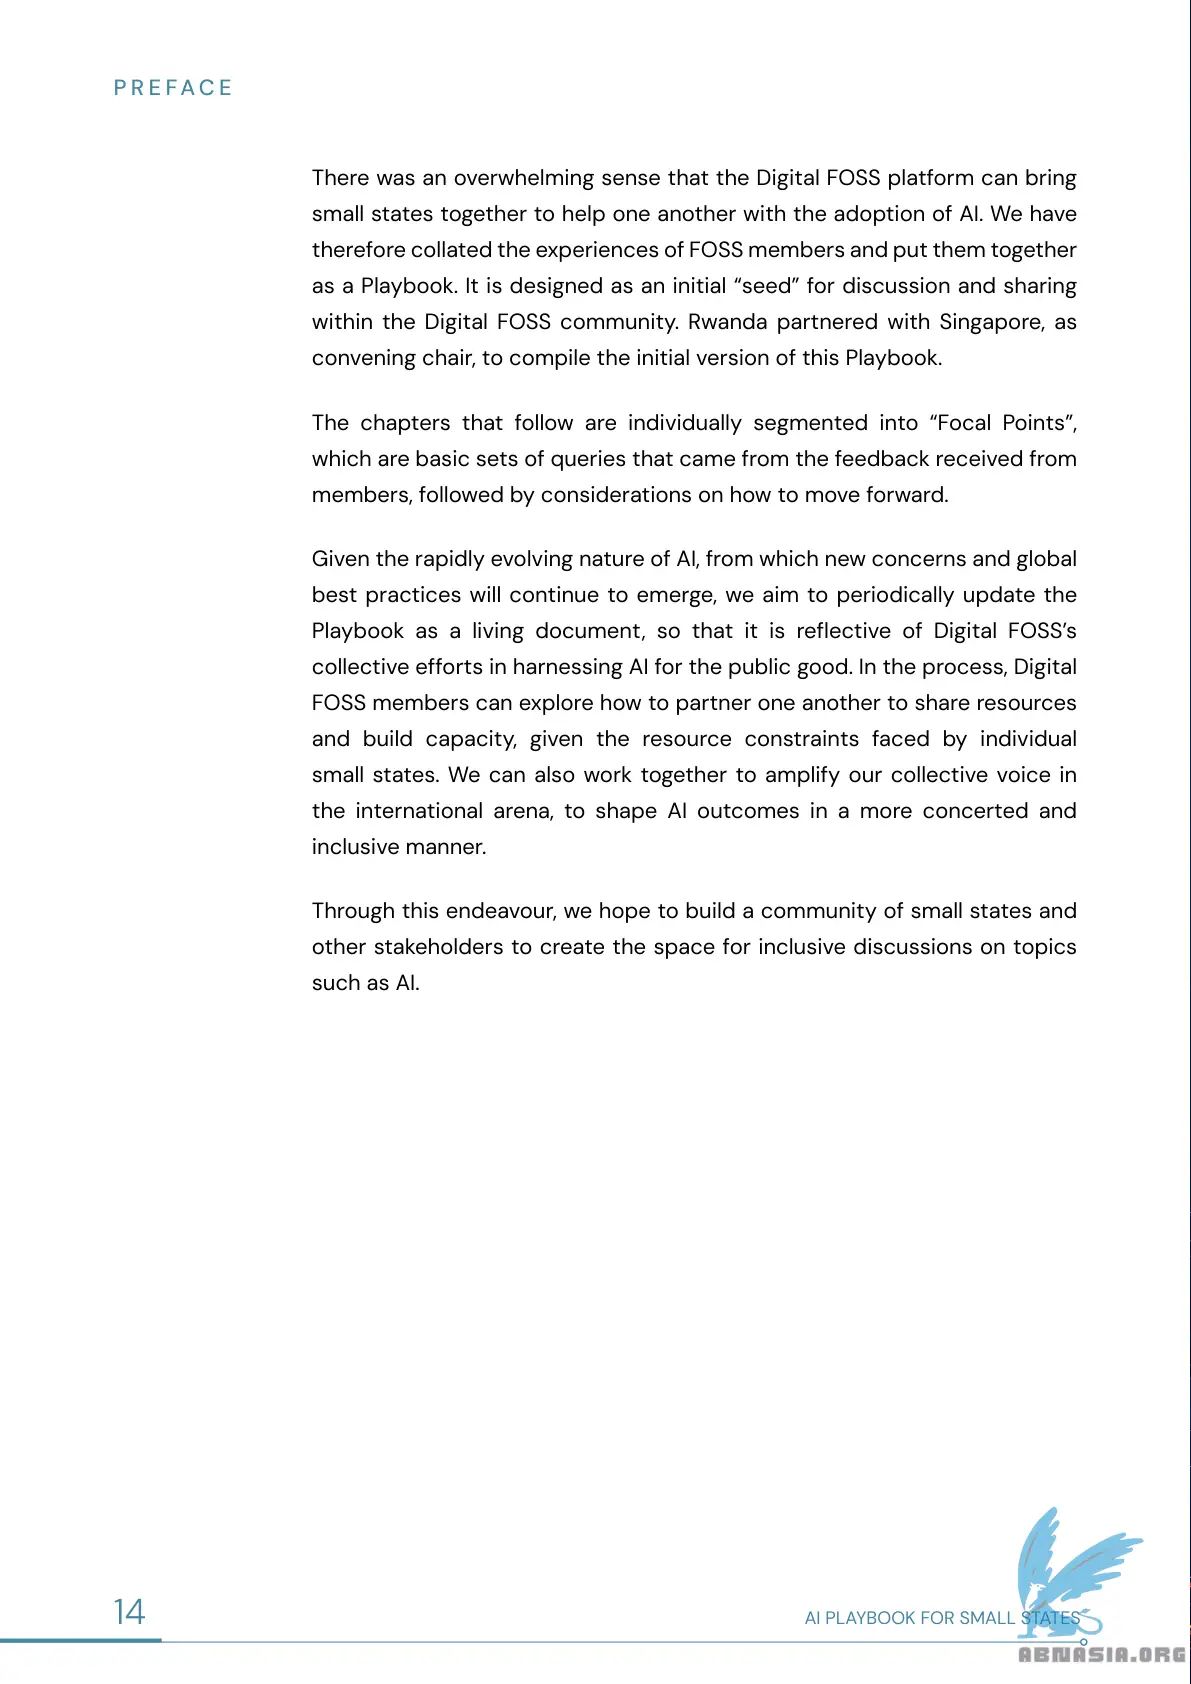 PREFACE
There was an overwhelming sense that the Digital FOSS platform can bring
small states together to help one another with the adoption of AI. We have
therefore collated the experiences of FOSS members and put them together
as a Playbook. It is designed as an initial “seed” for discussion and sharing
within the Digital FOSS community. Rwanda partnered with Singapore, as
convening chair, to compile the initial version of this Playbook.
The chapters that follow are individually segmented into “Focal Points”,
which are basic sets of queries that came from the feedback received from
members, followed by considerations on how to move forward.
Given the rapidly evolving nature of AI, from which new concerns and global
best practices will continue to emerge, we aim to periodically update the
Playbook as a living document, so that it is reflective of Digital FOSS’s
collective efforts in harnessing AI for the public good. In the process, Digital
FOSS members can explore how to partner one another to share resources
and build capacity, given the resource constraints faced by individual
small states. We can also work together to amplify our collective voice in
the international arena, to shape AI outcomes in a more concerted and
inclusive manner.
Through this endeavour, we hope to build a community of small states and
other stakeholders to create the space for inclusive discussions on topics
such as AI.
14
AI PLAYBOOK FOR SMALL STATES
ABNASIA.ORG